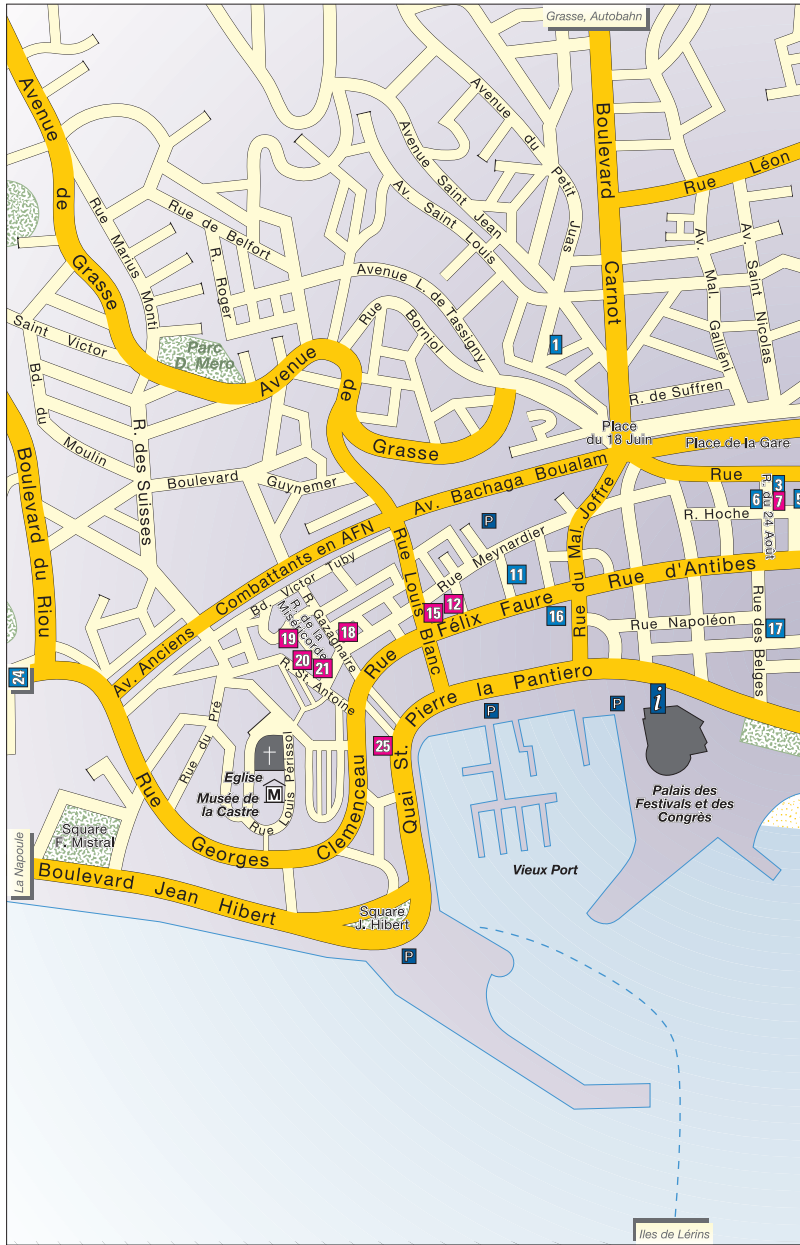 Grasse, Autobahn
Avenue de Grasse
Avenue du Petit Juas
Boulevard Carnot
Avenue Saint Jean
Av. Saint Louis
Rue Léon
Rue Marius Monti
Rue de Belfort
R. Roger
Av. Mal. Galliéni
Av. Saint Nicolas
Avenue L. de Tassigny
Rue Borniol
Saint Victor
Parc
D. Mero
1
Avenue de Grasse
Bd. du Moulin
R. des Suisses
R. de Suffren
Place
du 18 Juin
Place de la Gare
Boulevard Guynemer
Av. Bachaga Boualam
Rue
3
6
7
5
R. du 24 Août
R. Hoche
Boulevard du Riou
P
Rue du Mal. Joffre
Rue Meynardier
Combattants en AFN
Av. Anciens
Bd. Victor Tuby
Rue Louis Blanc
11
Rue d'Antibes
R. Gazagnaire
R. de la
Miséricorde
15
12
16
Rue Félix Faure
Rue Napoléon
17
Rue des Belges
18
19
20
21
R. St. Antoine
24
Quai St. Pierre la Pantiero
P
P
i
Rue du Pré
25
Eglise
Musée de
la Castre
M
Rue Louis Perissol
Rue Georges Clemenceau
Palais des
Festivals et des
Congrès
Square
F. Mistral
La Napoule
Boulevard Jean Hibert
Vieux Port
Square
J. Hibert
P
Iles de Lérins